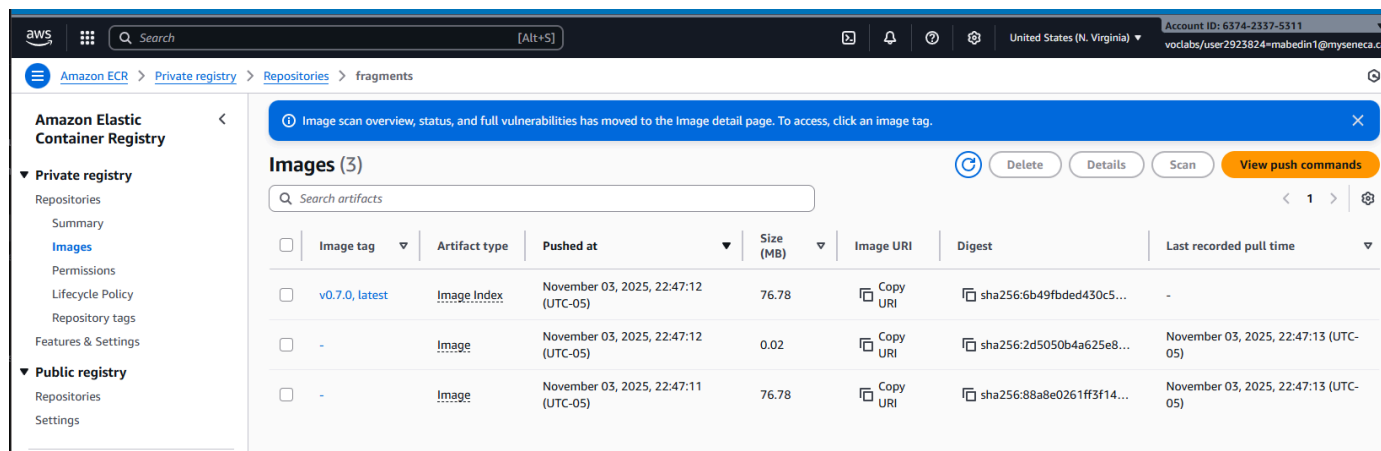 aws
Search
[Alt+S]
United States (N. Virginia)
Account ID: 6374-2337-5311
voclabs/user2923824=mabedin1@myseneca.c
Amazon ECR > Private registry > Repositories > fragments
Amazon Elastic
Container Registry
Private registry
Repositories
Summary
Images
Permissions
Lifecycle Policy
Repository tags
Features & Settings
Public registry
Repositories
Settings
Image scan overview, status, and full vulnerabilities has moved to the Image detail page. To access, click an image tag.
Images (3)
Delete
Details
Scan
View push commands
Search artifacts
< 1 >
Image tag
Artifact type
Pushed at
Size
(MB)
Image URI
Digest
Last recorded pull time
v0.7.0, latest
Image Index
November 03, 2025, 22:47:12
(UTC-05)
76.78
Copy
URI
sha256:6b49fbded430c5...
-
-
Image
November 03, 2025, 22:47:12
(UTC-05)
0.02
Copy
URI
sha256:2d5050b4a625e8...
November 03, 2025, 22:47:13 (UTC-
05)
-
Image
November 03, 2025, 22:47:11
(UTC-05)
76.78
Copy
URI
sha256:88a8e0261ff3f14...
November 03, 2025, 22:47:13 (UTC-
05)